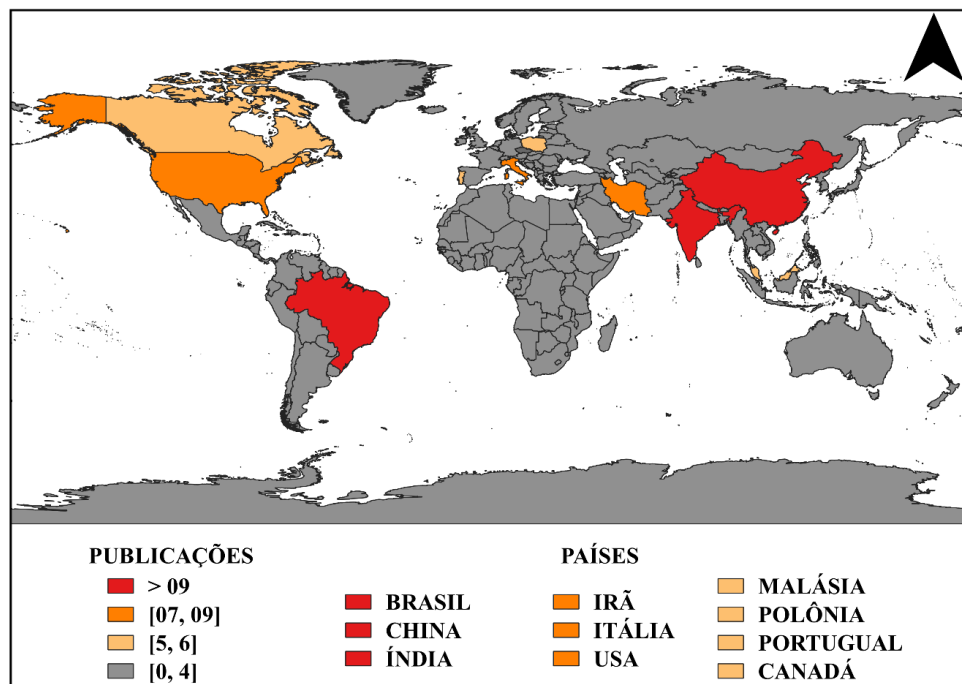 PUBLICAÇÕES
> 09
[07, 09]
[5, 6]
[0, 4]
PAÍSES
BRASIL
CHINA
ÍNDIA
IRÃ
ITÁLIA
USA
MALÁSIA
POLÔNIA
PORTUGAL
CANADÁ